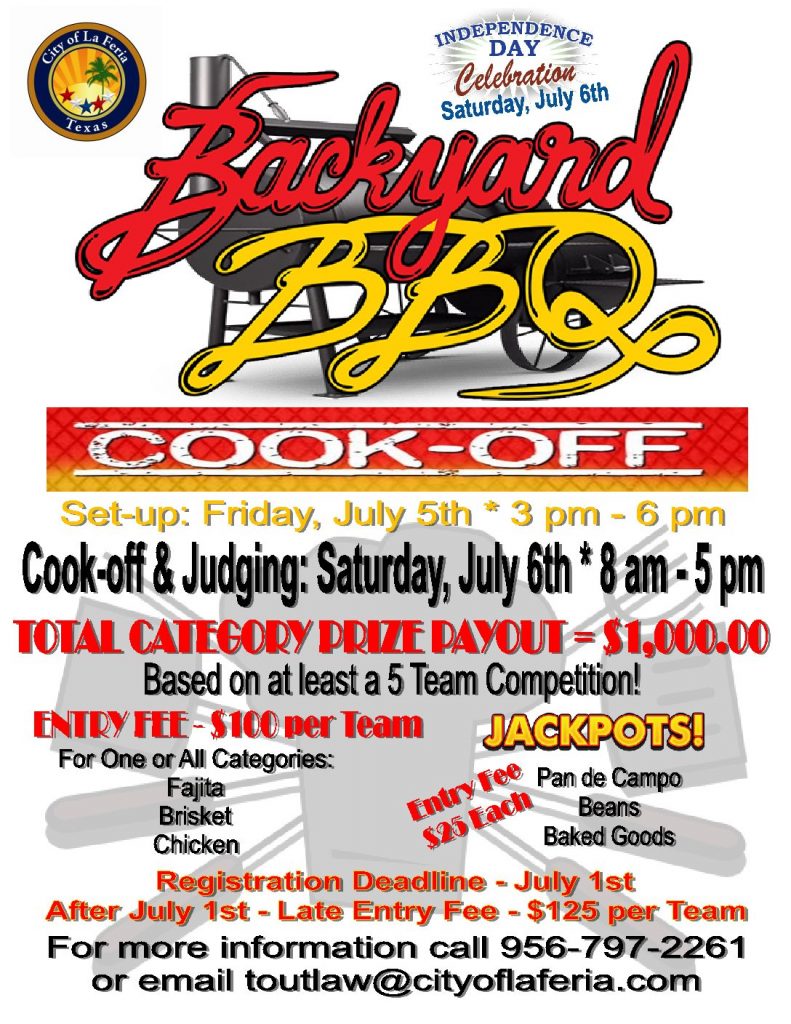 City of La Feria
Texas
INDEPENDENCE
DAY
Celebration
Saturday, July 6th
Backyard
BBQ
COOK-OFF
Set-up: Friday, July 5th * 3 pm - 6 pm
Cook-off & Judging: Saturday, July 6th * 8 am - 5 pm
TOTAL CATEGORY PRIZE PAYOUT = $1,000.00
Based on at least a 5 Team Competition!
ENTRY FEE - $100 per Team
For One or All Categories:
Fajita
Brisket
Chicken
JACKPOTS!
Entry Fee
$25 Each
Pan de Campo
Beans
Baked Goods
Registration Deadline - July 1st
After July 1st - Late Entry Fee - $125 per Team
For more information call 956-797-2261
or email toutlaw@cityoflaferia.com